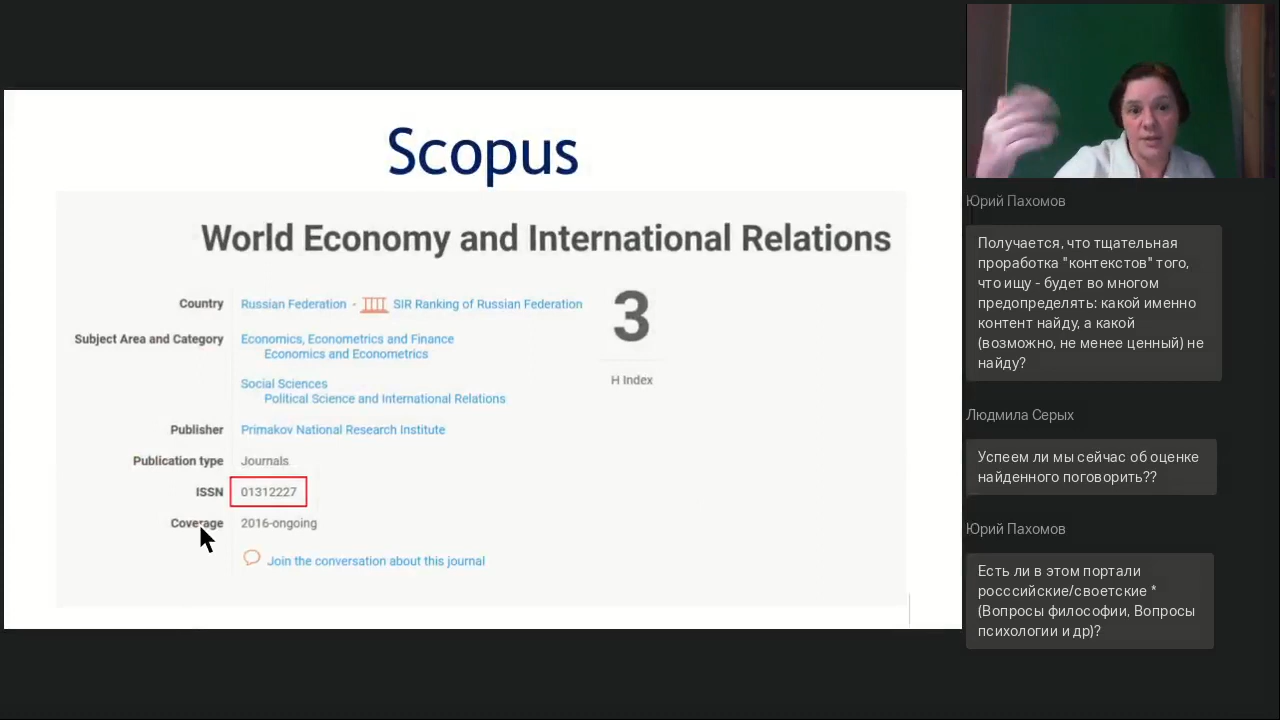 Scopus
World Economy and International Relations
Country Russian Federation - SIR Ranking of Russian Federation
3
H Index
Subject Area and Category Economics, Econometrics and Finance
Economics and Econometrics
Social Sciences
Political Science and International Relations
Publisher Primakov National Research Institute
Publication type Journals
ISSN 01312227
Coverage 2016-ongoing
Join the conversation about this journal
Юрий Пахомов
Получается, что тщательная
проработка "контекстов" того,
что ищу - будет во многом
предопределять: какой именно
контент найду, а какой
(возможно, не менее ценный) не
найду?
Людмила Серых
Успеем ли мы сейчас об оценке
найденного поговорить??
Юрий Пахомов
Есть ли в этом портали
росссийские/своетские *
(Вопросы философии, Вопросы
психологии и др)?